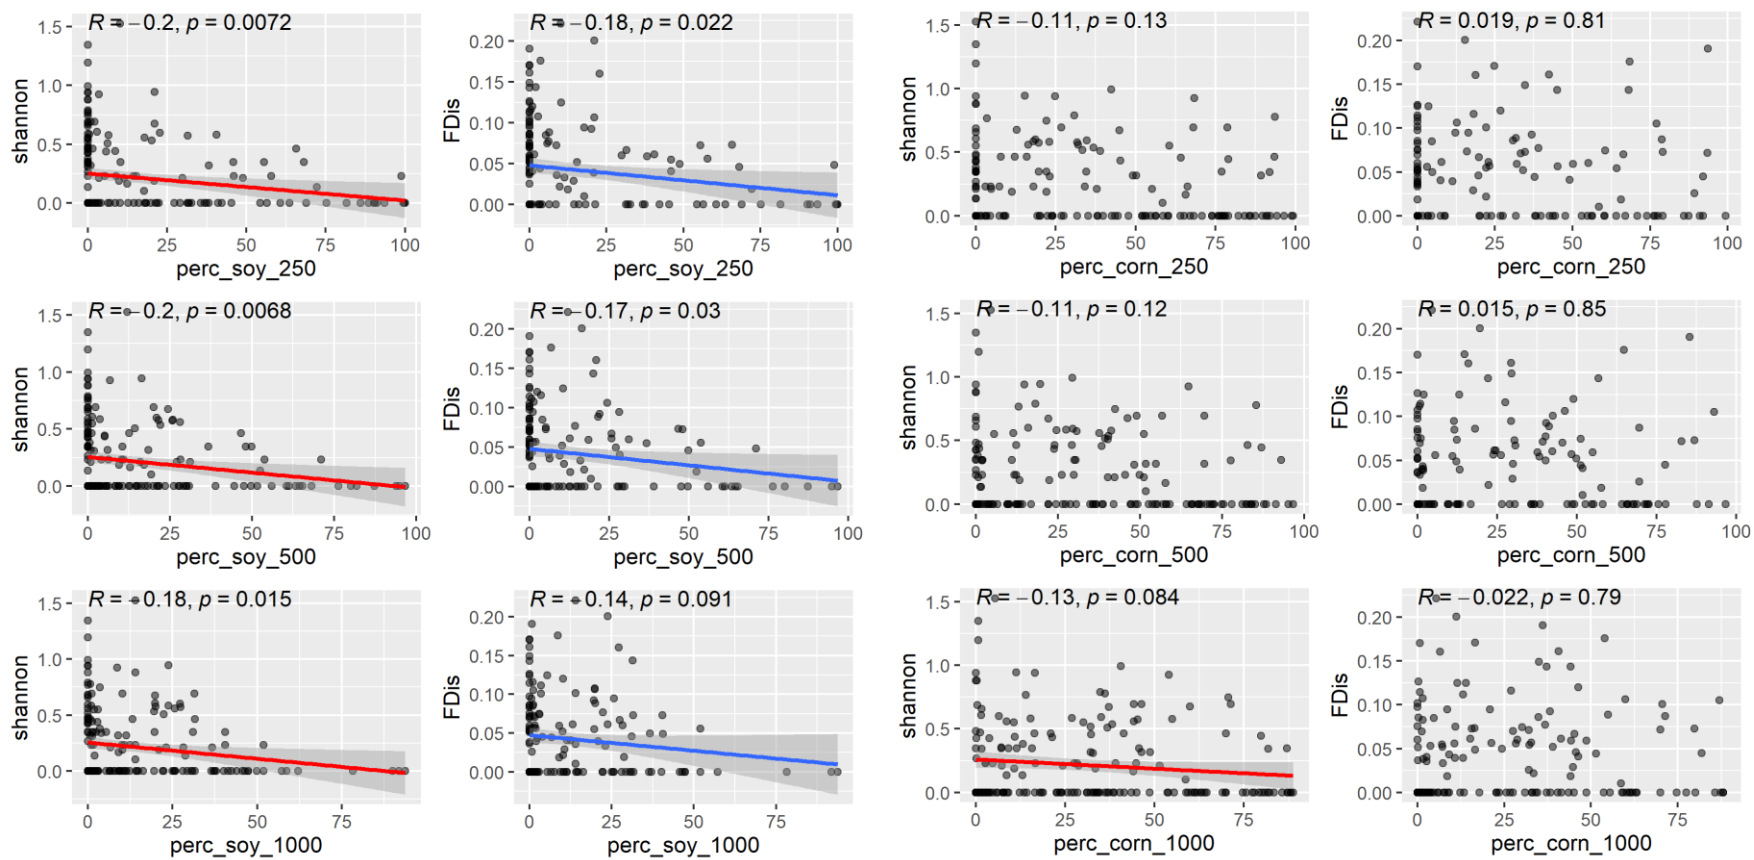 R = −0.2, p = 0.0072
1.5
1.0
0.5
0.0
shannon
0 25 50 75 100
perc_soy_250
R = −0.18, p = 0.022
0.20
0.15
0.10
0.05
0.00
FDis
0 25 50 75 100
perc_soy_250
R = −0.11, p = 0.13
1.5
1.0
0.5
0.0
shannon
0 25 50 75 100
perc_corn_250
R = 0.019, p = 0.81
0.20
0.15
0.10
0.05
0.00
FDis
0 25 50 75 100
perc_corn_250
R = −0.2, p = 0.0068
1.5
1.0
0.5
0.0
shannon
0 25 50 75 100
perc_soy_500
R = −0.17, p = 0.03
0.20
0.15
0.10
0.05
0.00
FDis
0 25 50 75 100
perc_soy_500
R = −0.11, p = 0.12
1.5
1.0
0.5
0.0
shannon
0 25 50 75 100
perc_corn_500
R = 0.015, p = 0.85
0.20
0.15
0.10
0.05
0.00
FDis
0 25 50 75 100
perc_corn_500
R = −0.18, p = 0.015
1.5
1.0
0.5
0.0
shannon
0 25 50 75
perc_soy_1000
R = −0.14, p = 0.091
0.20
0.15
0.10
0.05
0.00
FDis
0 25 50 75
perc_soy_1000
R = −0.13, p = 0.084
1.5
1.0
0.5
0.0
shannon
0 25 50 75
perc_corn_1000
R = −0.022, p = 0.79
0.20
0.15
0.10
0.05
0.00
FDis
0 25 50 75
perc_corn_1000